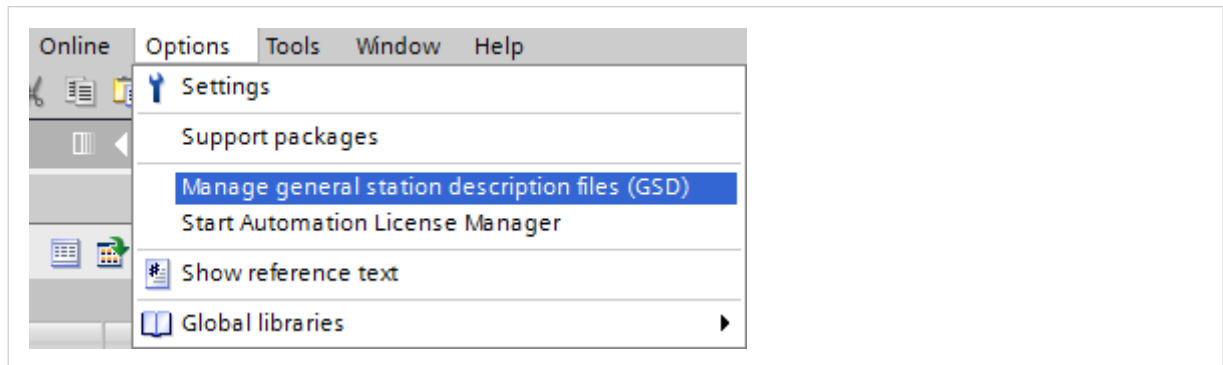 Online Options Tools Window Help
Settings
Support packages
Manage general station description files (GSD)
Start Automation License Manager
Show reference text
Global libraries